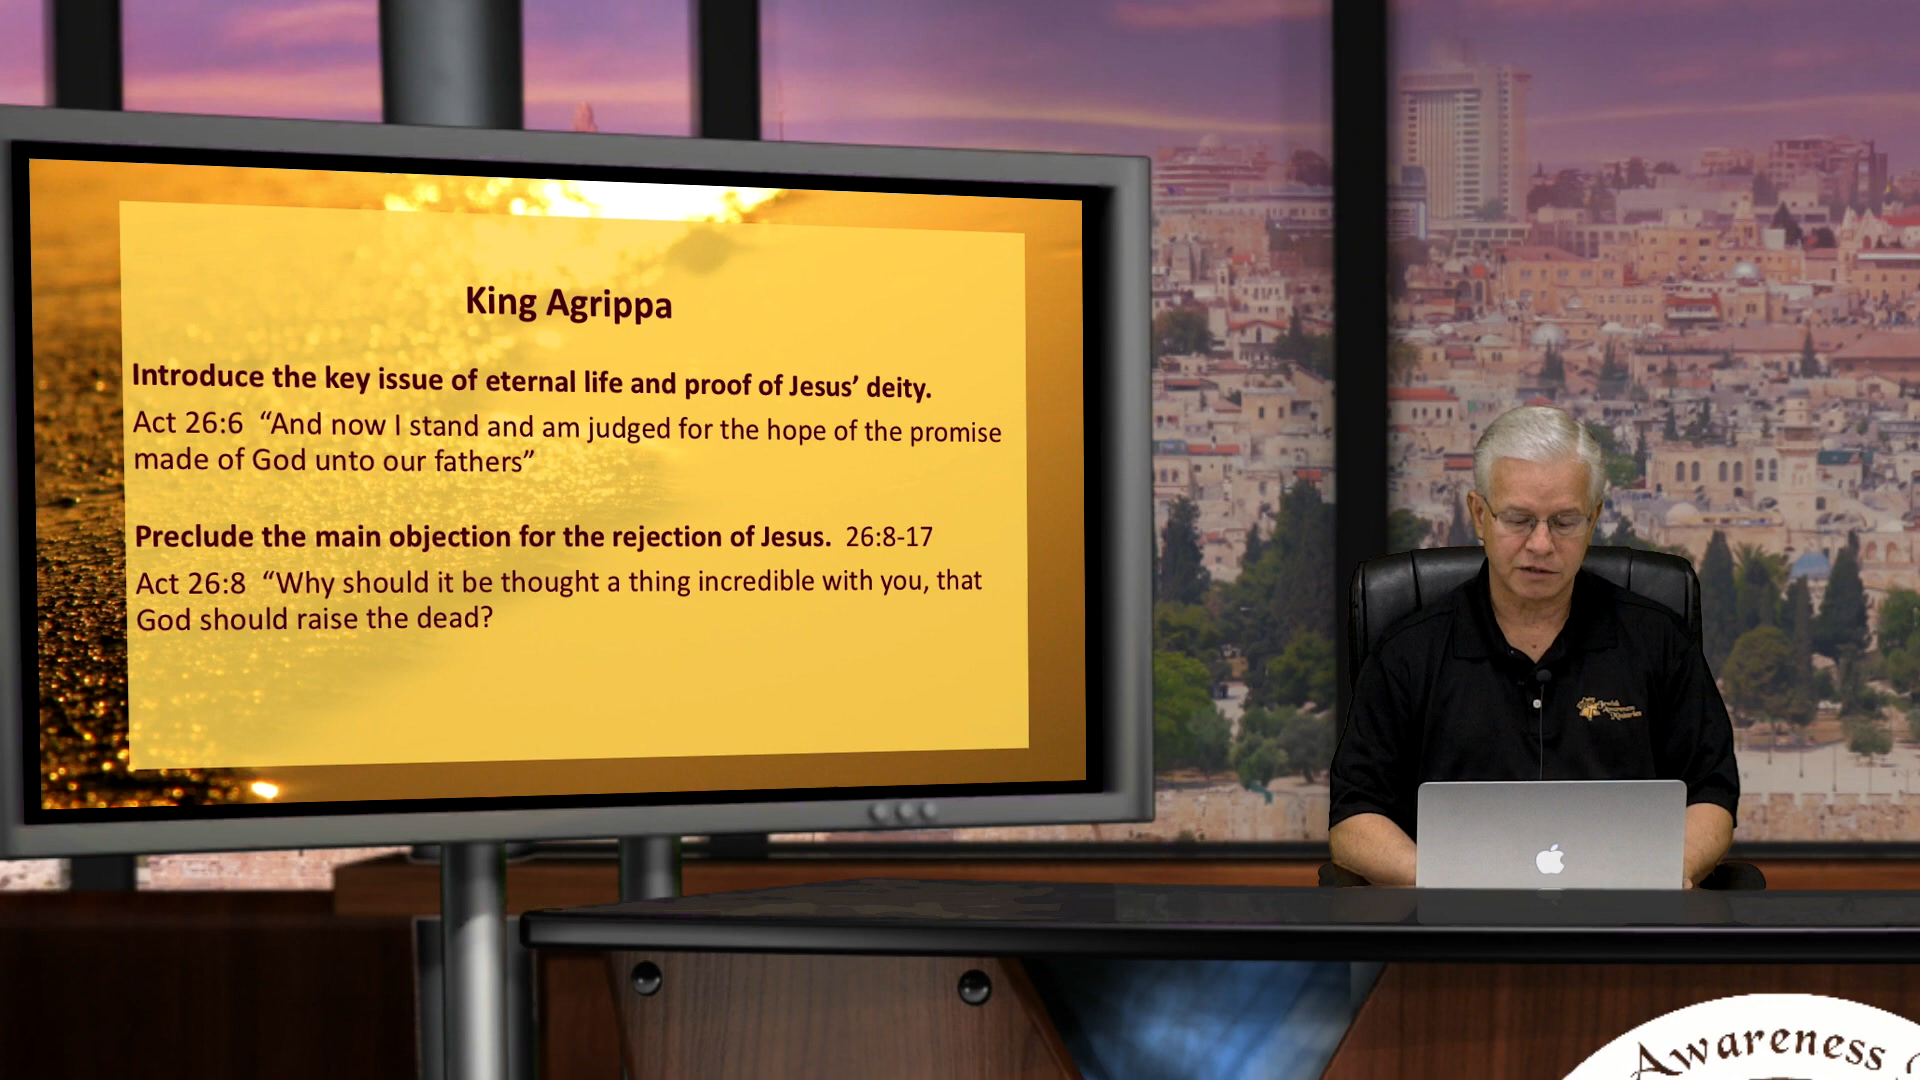 King Agrippa
Introduce the key issue of eternal life and proof of Jesus’ deity.
Act 26:6 “And now I stand and am judged for the hope of the promise
made of God unto our fathers”
Preclude the main objection for the rejection of Jesus. 26:8-17
Act 26:8 “Why should it be thought a thing incredible with you, that
God should raise the dead?
Jewish
Awareness
Ministries
Awareness